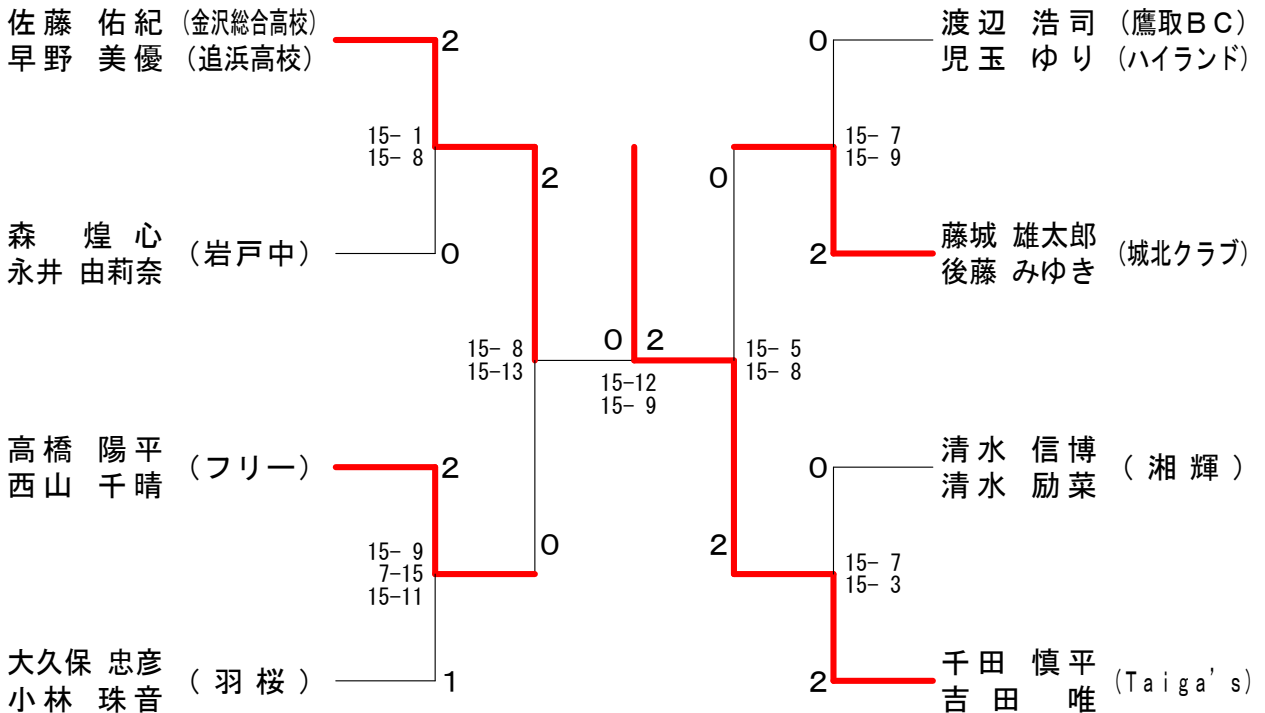 佐藤 佑紀 (金沢総合高校)
早野 美優 (追浜高校)
2
15- 1
15- 8
森 煌心
永井 由莉奈
(岩戸中)
0
2
15- 8
15-13
高橋 陽平
西山 千晴
(フリー)
2
15- 9
7-15
15-11
0
大久保 忠彦
小林 珠音
(羽桜)
1
0 2
15-12
15- 9
渡辺 浩司 (鷹取BC)
児玉 ゆり (ハイランド)
0
15- 7
15- 9
0
藤城 雄太郎
後藤 みゆき
(城北クラブ)
2
15- 5
15- 8
清水 信博
清水 励菜
(湘輝)
0
2
15- 7
15- 3
千田 慎平
吉田 唯
(Taiga's)
2